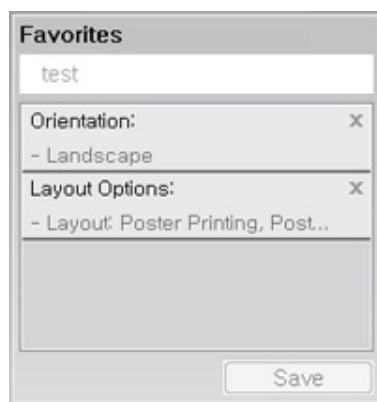 Favorites
test
Orientation: x
- Landscape
Layout Options: x
- Layout: Poster Printing, Post...
Save